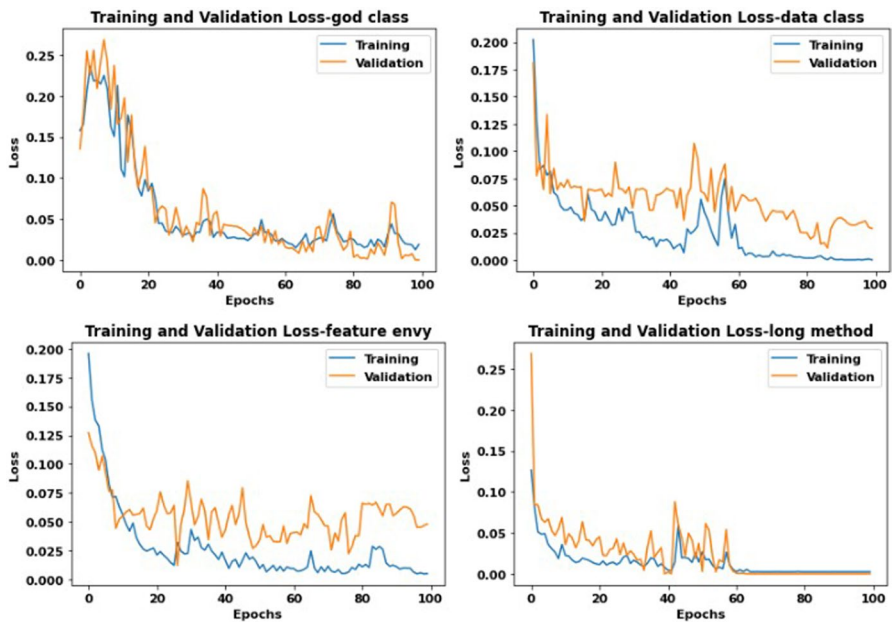 Training and Validation Loss-god class
Training
Validation
0.25
0.20
0.15
0.10
0.05
0.00
Loss
0 20 40 60 80 100
Epochs
Training and Validation Loss-data class
Training
Validation
0.200
0.175
0.150
0.125
0.100
0.075
0.050
0.025
0.000
Loss
0 20 40 60 80 100
Epochs
Training and Validation Loss-feature envy
Training
Validation
0.200
0.175
0.150
0.125
0.100
0.075
0.050
0.025
0.000
Loss
0 20 40 60 80 100
Epochs
Training and Validation Loss-long method
Training
Validation
0.25
0.20
0.15
0.10
0.05
0.00
Loss
0 20 40 60 80 100
Epochs